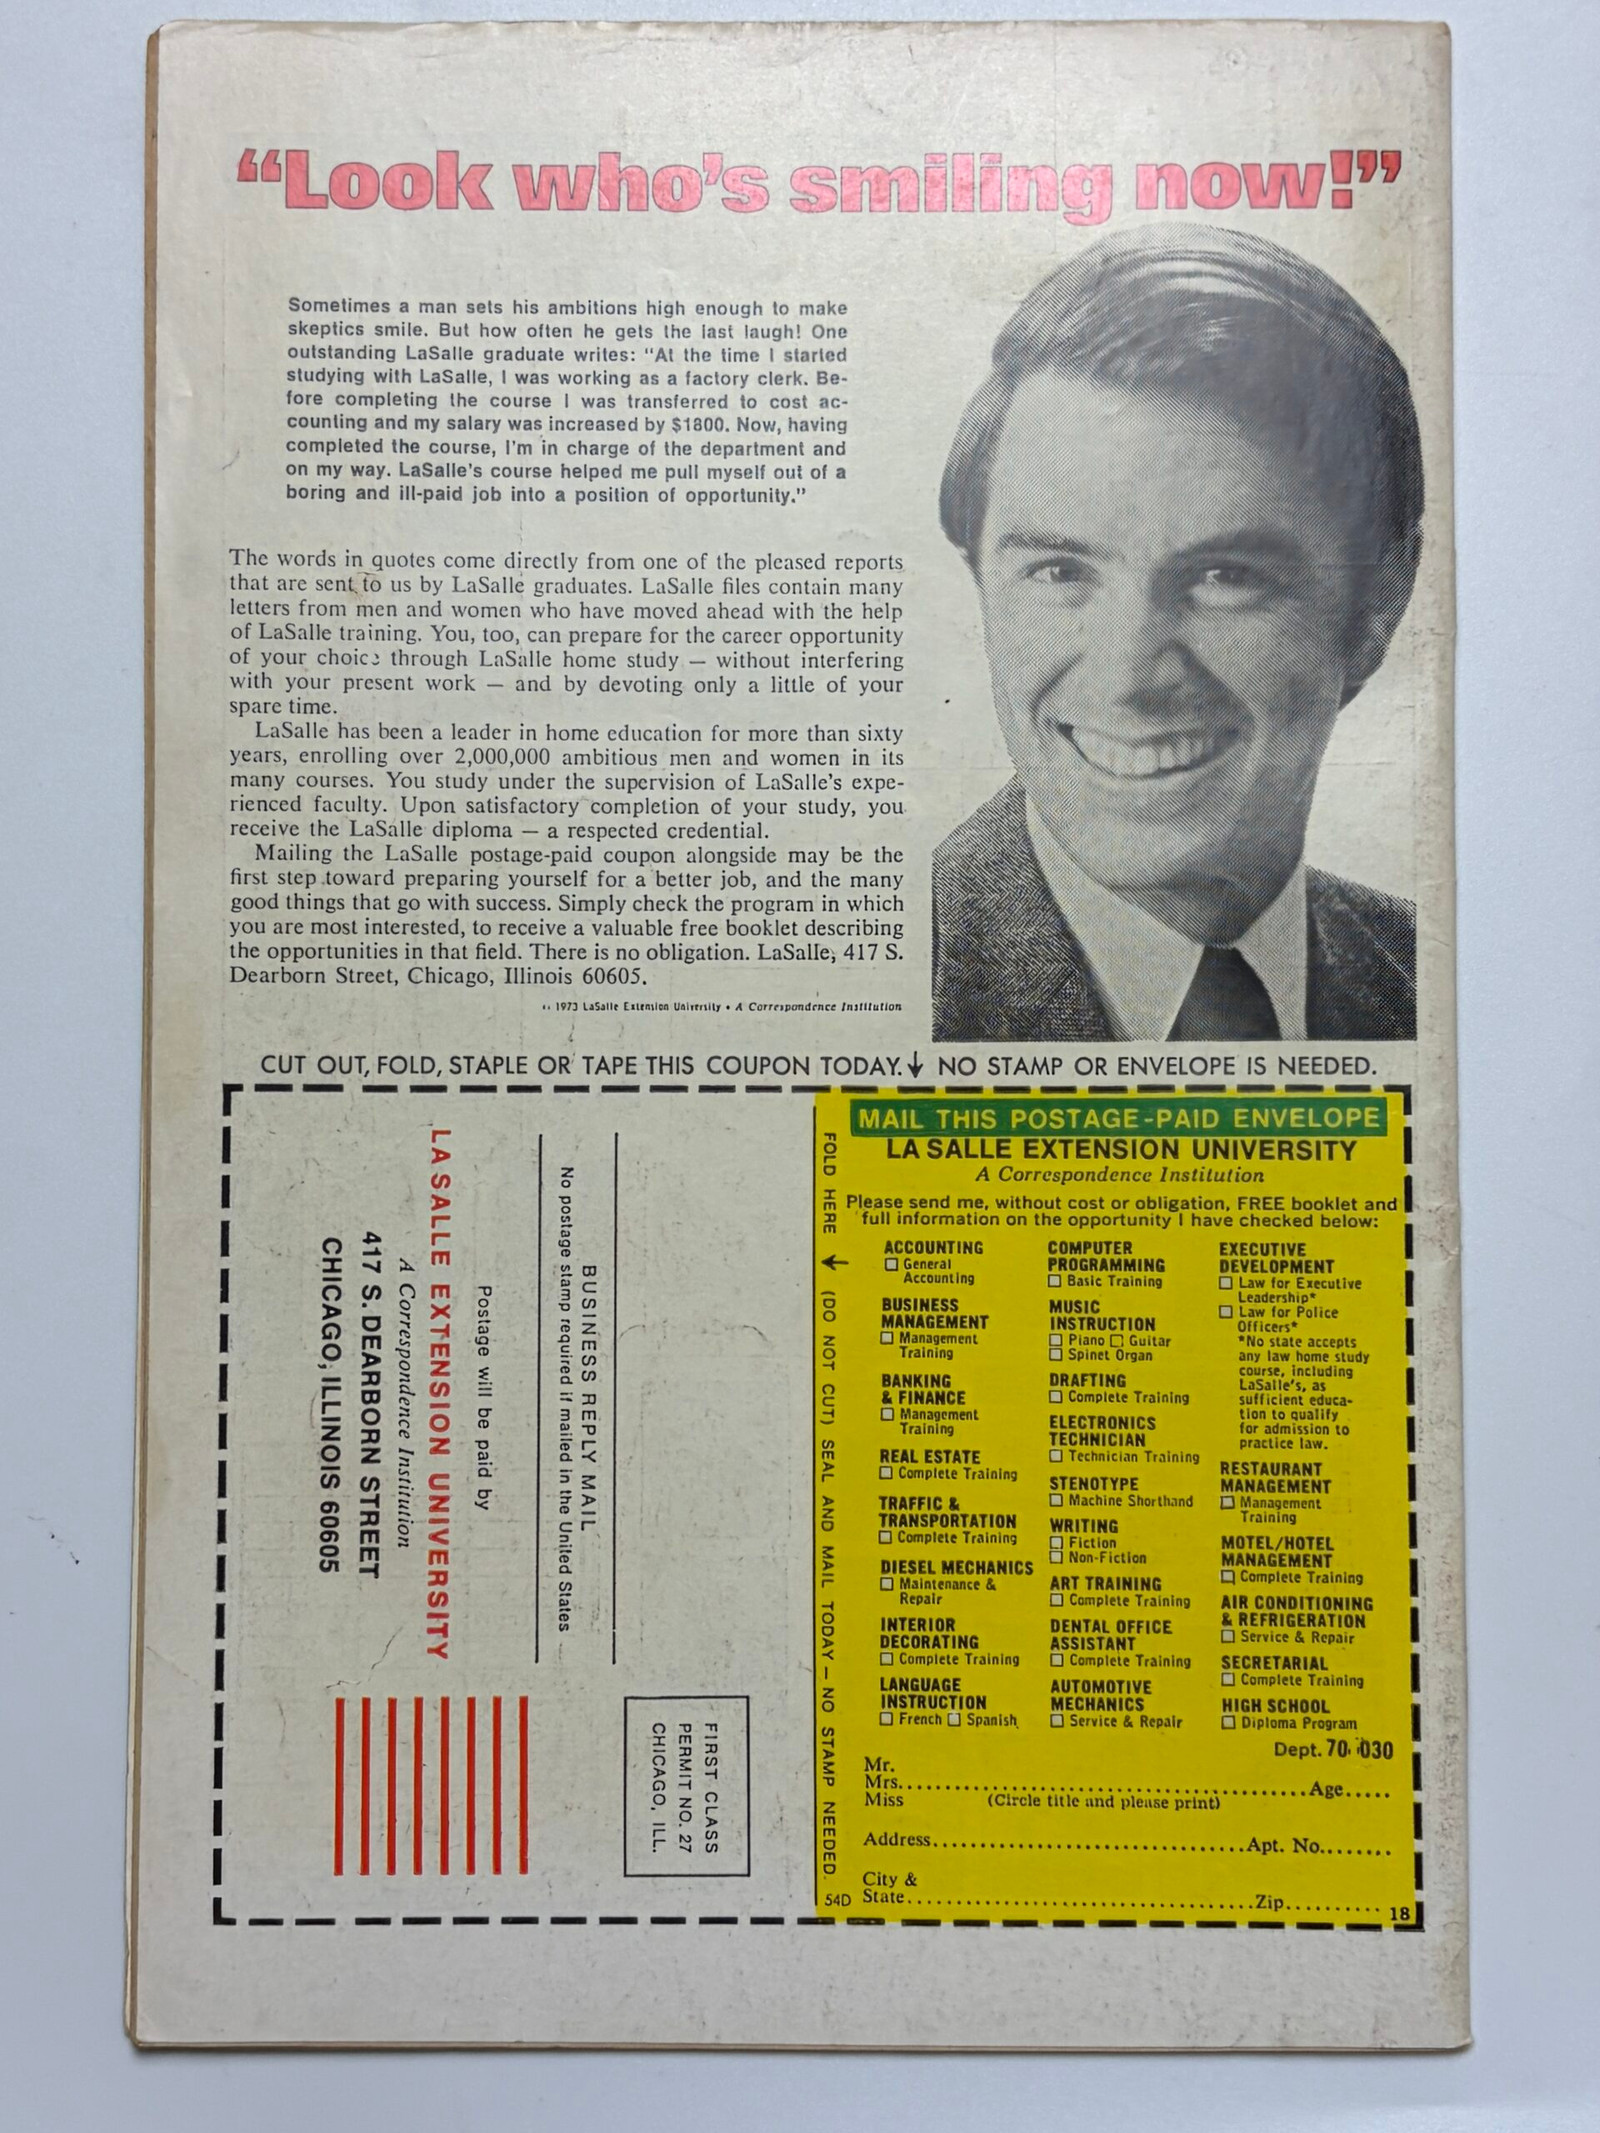 “Look who’s smiling now!”
Sometimes a man sets his ambitions high enough to make
skeptics smile. But how often he gets the last laugh! One
outstanding LaSalle graduate writes: “At the time I started
studying with LaSalle, I was working as a factory clerk. Be-
fore completing the course I was transferred to cost ac-
counting and my salary was increased by $1800. Now, having
completed the course, I’m in charge of the department and
on my way. LaSalle’s course helped me pull myself out of a
boring and ill-paid job into a position of opportunity.”
The words in quotes come directly from one of the pleased reports
that are sent to us by LaSalle graduates. LaSalle files contain many
letters from men and women who have moved ahead with the help
of LaSalle training. You, too, can prepare for the career opportunity
of your choice through LaSalle home study — without interfering
with your present work — and by devoting only a little of your
spare time.
LaSalle has been a leader in home education for more than sixty
years, enrolling over 2,000,000 ambitious men and women in its
many courses. You study under the supervision of LaSalle’s expe-
rienced faculty. Upon satisfactory completion of your study, you
receive the LaSalle diploma — a respected credential.
Mailing the LaSalle postage-paid coupon alongside may be the
first step toward preparing yourself for a better job, and the many
good things that go with success. Simply check the program in which
you are most interested, to receive a valuable free booklet describing
the opportunities in that field. There is no obligation. LaSalle, 417 S.
Dearborn Street, Chicago, Illinois 60605.
1973 LaSalle Extension University • A Correspondence Institution
CUT OUT, FOLD, STAPLE OR TAPE THIS COUPON TODAY.↓ NO STAMP OR ENVELOPE IS NEEDED.
FIRST CLASS
PERMIT NO. 27
CHICAGO, ILL.
BUSINESS REPLY MAIL
No postage stamp required if mailed in the United States
Postage will be paid by
LA SALLE EXTENSION UNIVERSITY
A Correspondence Institution
417 S. DEARBORN STREET
CHICAGO, ILLINOIS 60605
FOLD HERE ↓ (DO NOT CUT) SEAL AND MAIL TODAY — NO STAMP NEEDED.
54D
MAIL THIS POSTAGE-PAID ENVELOPE
LA SALLE EXTENSION UNIVERSITY
A Correspondence Institution
Please send me, without cost or obligation, FREE booklet and
full information on the opportunity I have checked below:
ACCOUNTING
☐ General
Accounting
BUSINESS
MANAGEMENT
☐ Management
Training
BANKING
& FINANCE
☐ Management
Training
REAL ESTATE
☐ Complete Training
TRAFFIC &
TRANSPORTATION
☐ Complete Training
DIESEL MECHANICS
☐ Maintenance &
Repair
INTERIOR
DECORATING
☐ Complete Training
LANGUAGE
INSTRUCTION
☐ French ☐ Spanish
COMPUTER
PROGRAMMING
☐ Basic Training
MUSIC
INSTRUCTION
☐ Piano ☐ Guitar
☐ Spinet Organ
DRAFTING
☐ Complete Training
ELECTRONICS
TECHNICIAN
☐ Technician Training
STENOTYPE
☐ Machine Shorthand
WRITING
☐ Fiction
☐ Non-Fiction
ART TRAINING
☐ Complete Training
DENTAL OFFICE
ASSISTANT
☐ Complete Training
AUTOMOTIVE
MECHANICS
☐ Service & Repair
EXECUTIVE
DEVELOPMENT
☐ Law for Executive
Leadership*
☐ Law for Police
Officers*
*No state accepts
any law home study
course, including
LaSalle’s, as
sufficient educa-
tion to qualify
for admission to
practice law.
RESTAURANT
MANAGEMENT
☐ Management
Training
MOTEL/HOTEL
MANAGEMENT
☐ Complete Training
AIR CONDITIONING
& REFRIGERATION
☐ Service & Repair
SECRETARIAL
☐ Complete Training
HIGH SCHOOL
☐ Diploma Program
Dept.
Mr.
Mrs.......................................................Age.....
Miss (Circle title and please print)
Address........................................Apt. No........
City &
State.............................................Zip..........
18